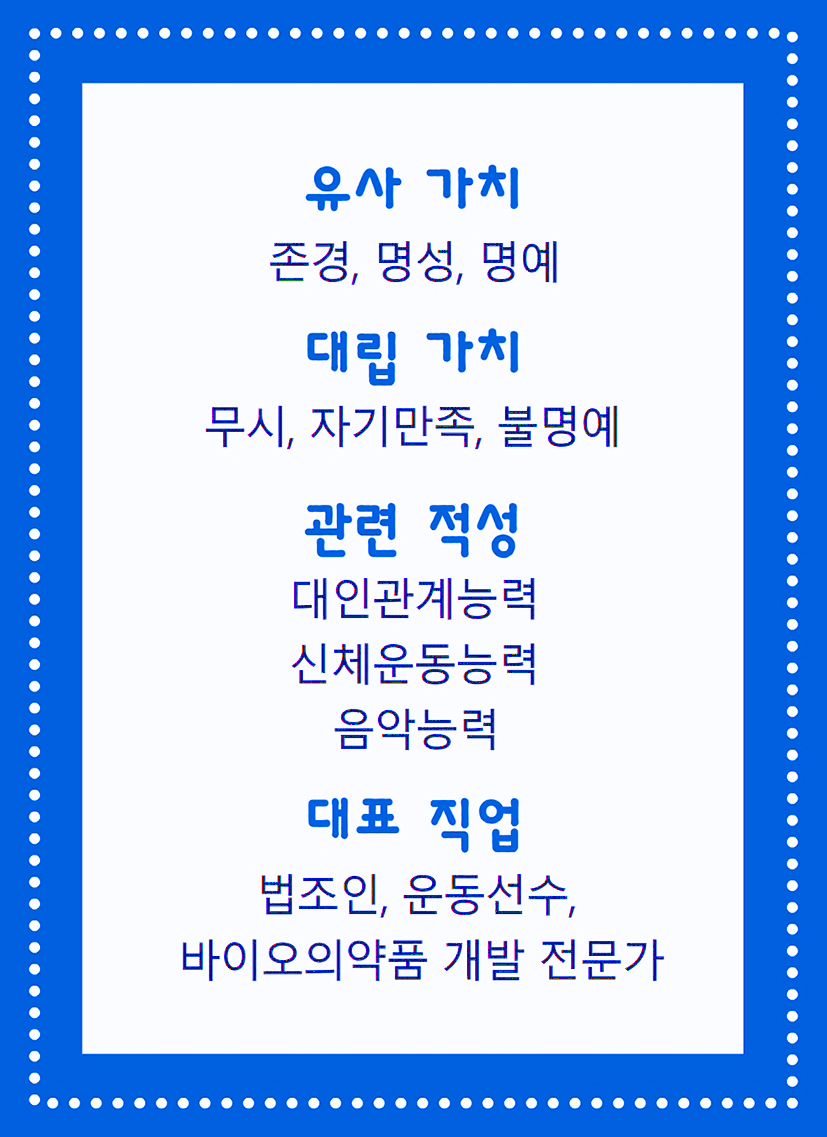 유사 가치
존경, 명성, 명예
대립 가치
무시, 자기만족, 불명예
관련 적성
대인관계능력
신체운동능력
음악능력
대표 직업
법조인, 운동선수,
바이오의약품 개발 전문가